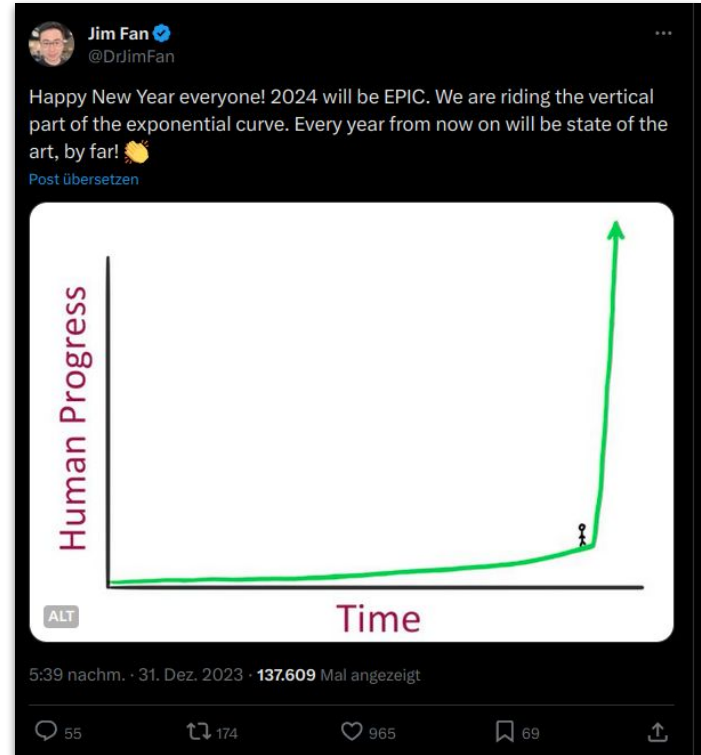 Jim Fan
@DrJimFan
Happy New Year everyone! 2024 will be EPIC. We are riding the vertical
part of the exponential curve. Every year from now on will be state of the
art, by far! 👏
Post übersetzen
Human Progress
Time
ALT
5:39 nachm. · 31. Dez. 2023 · 137.609 Mal angezeigt
55 174 965 69